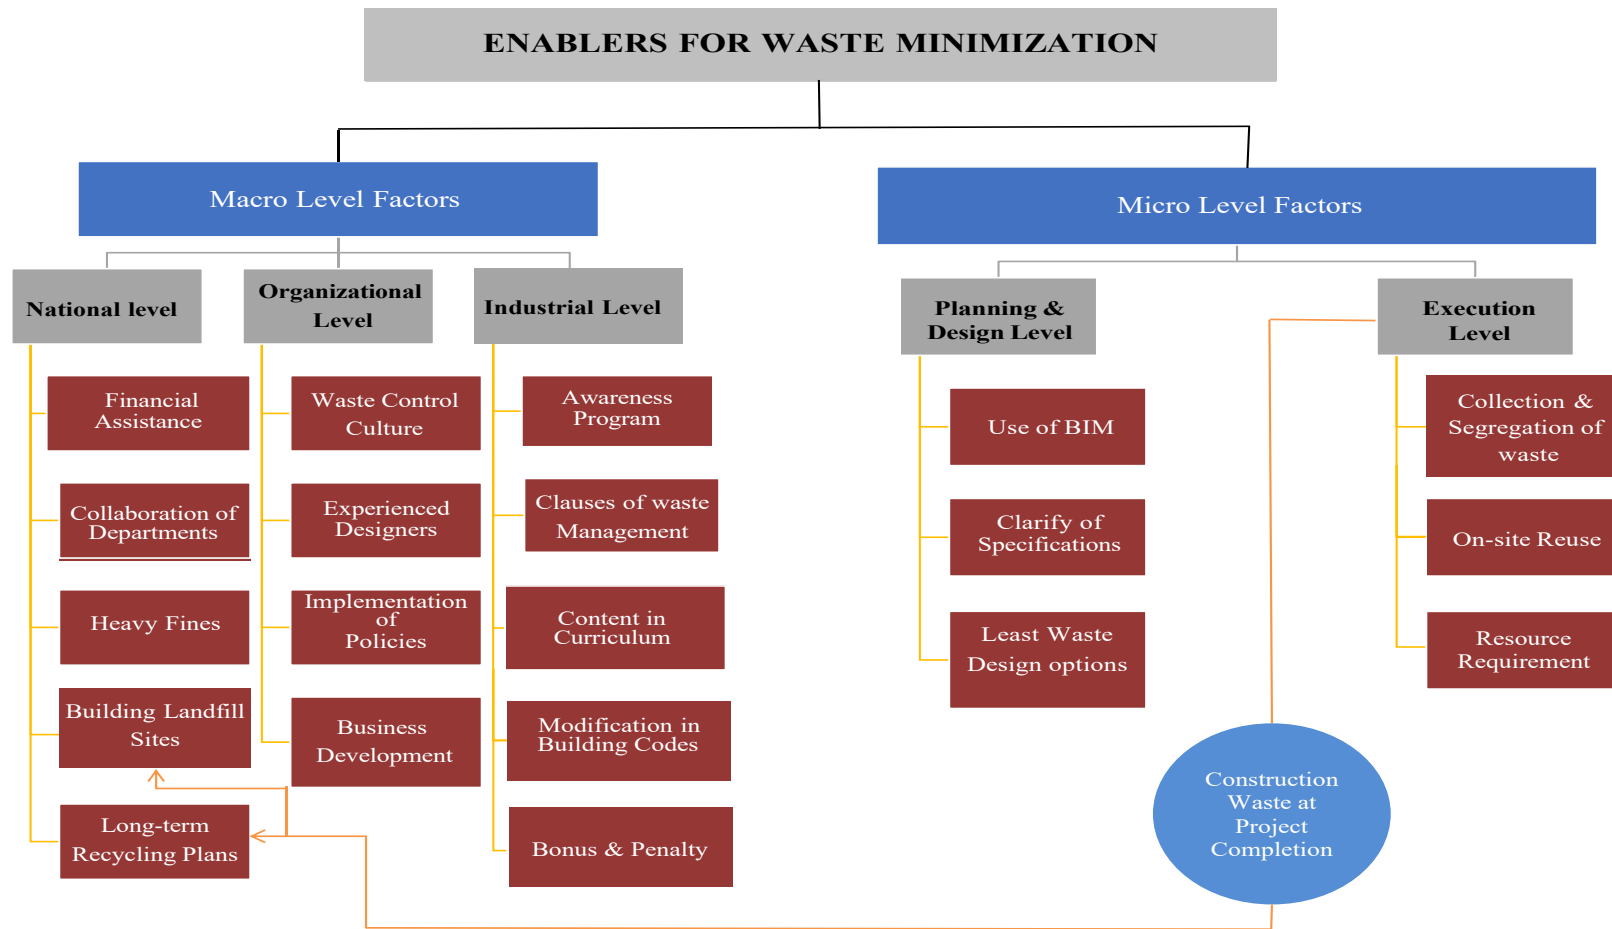 ENABLERS FOR WASTE MINIMIZATION
Macro Level Factors
Micro Level Factors
National level
Organizational
Level
Industrial Level
Planning &
Design Level
Execution
Level
Financial
Assistance
Collaboration of
Departments
Heavy Fines
Building Landfill
Sites
Long-term
Recycling Plans
Waste Control
Culture
Experienced
Designers
Implementation
of
Policies
Business
Development
Awareness
Program
Clauses of waste
Management
Content in
Curriculum
Modification in
Building Codes
Bonus & Penalty
Use of BIM
Clarify of
Specifications
Least Waste
Design options
Collection &
Segregation of
waste
On-site Reuse
Resource
Requirement
Construction
Waste at
Project
Completion